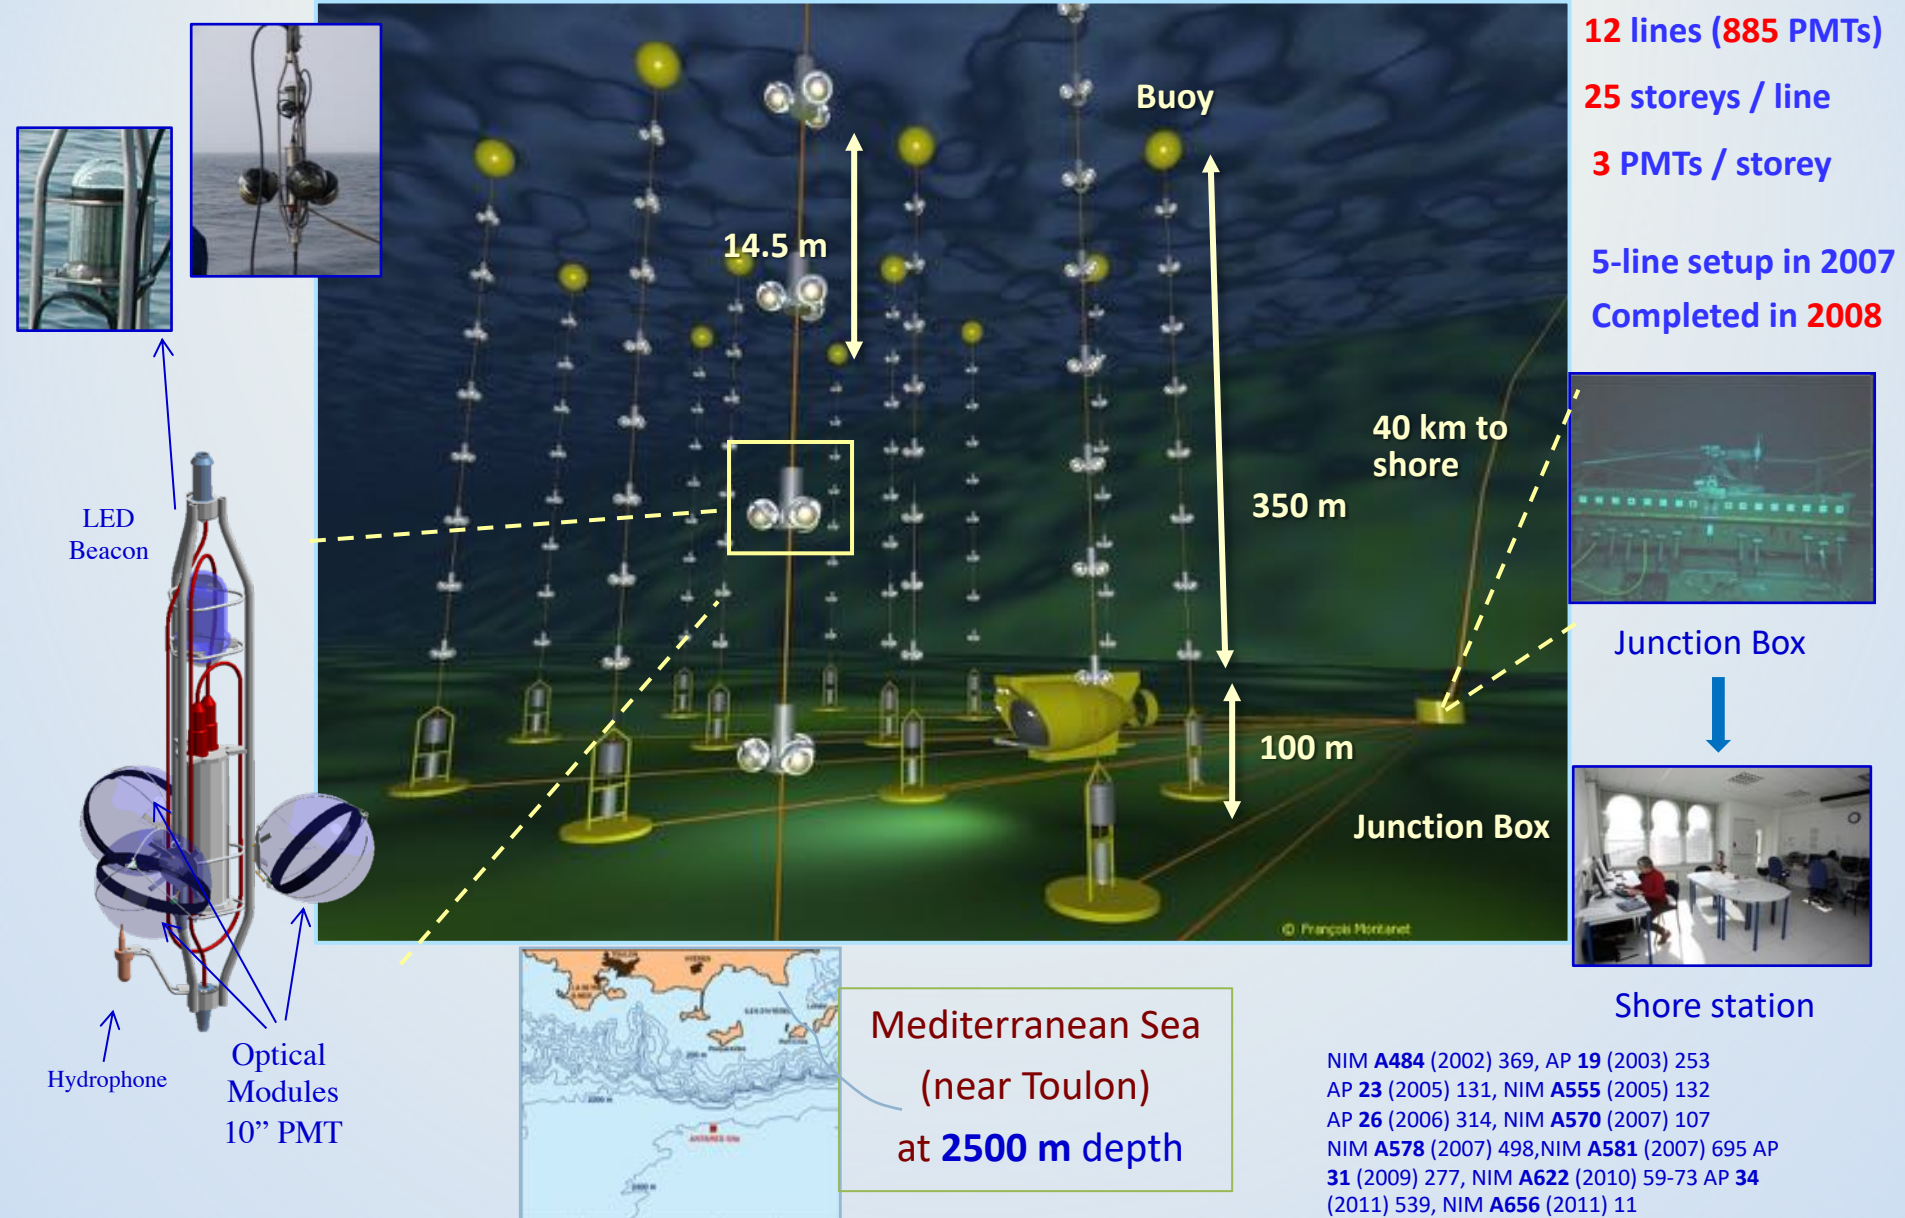 12 lines (885 PMTs)
25 storeys / line
3 PMTs / storey
5-line setup in 2007
Completed in 2008
Buoy
14.5 m
40 km to
shore
350 m
100 m
Junction Box
© François Montanet
LED
Beacon
Hydrophone
Optical
Modules
10” PMT
Junction Box
Shore station
TOULON
HYERES
ANTARES Site
Mediterranean Sea
(near Toulon)
at 2500 m depth
NIM A484 (2002) 369, AP 19 (2003) 253
AP 23 (2005) 131, NIM A555 (2005) 132
AP 26 (2006) 314, NIM A570 (2007) 107
NIM A578 (2007) 498,NIM A581 (2007) 695 AP
31 (2009) 277, NIM A622 (2010) 59-73 AP 34
(2011) 539, NIM A656 (2011) 11